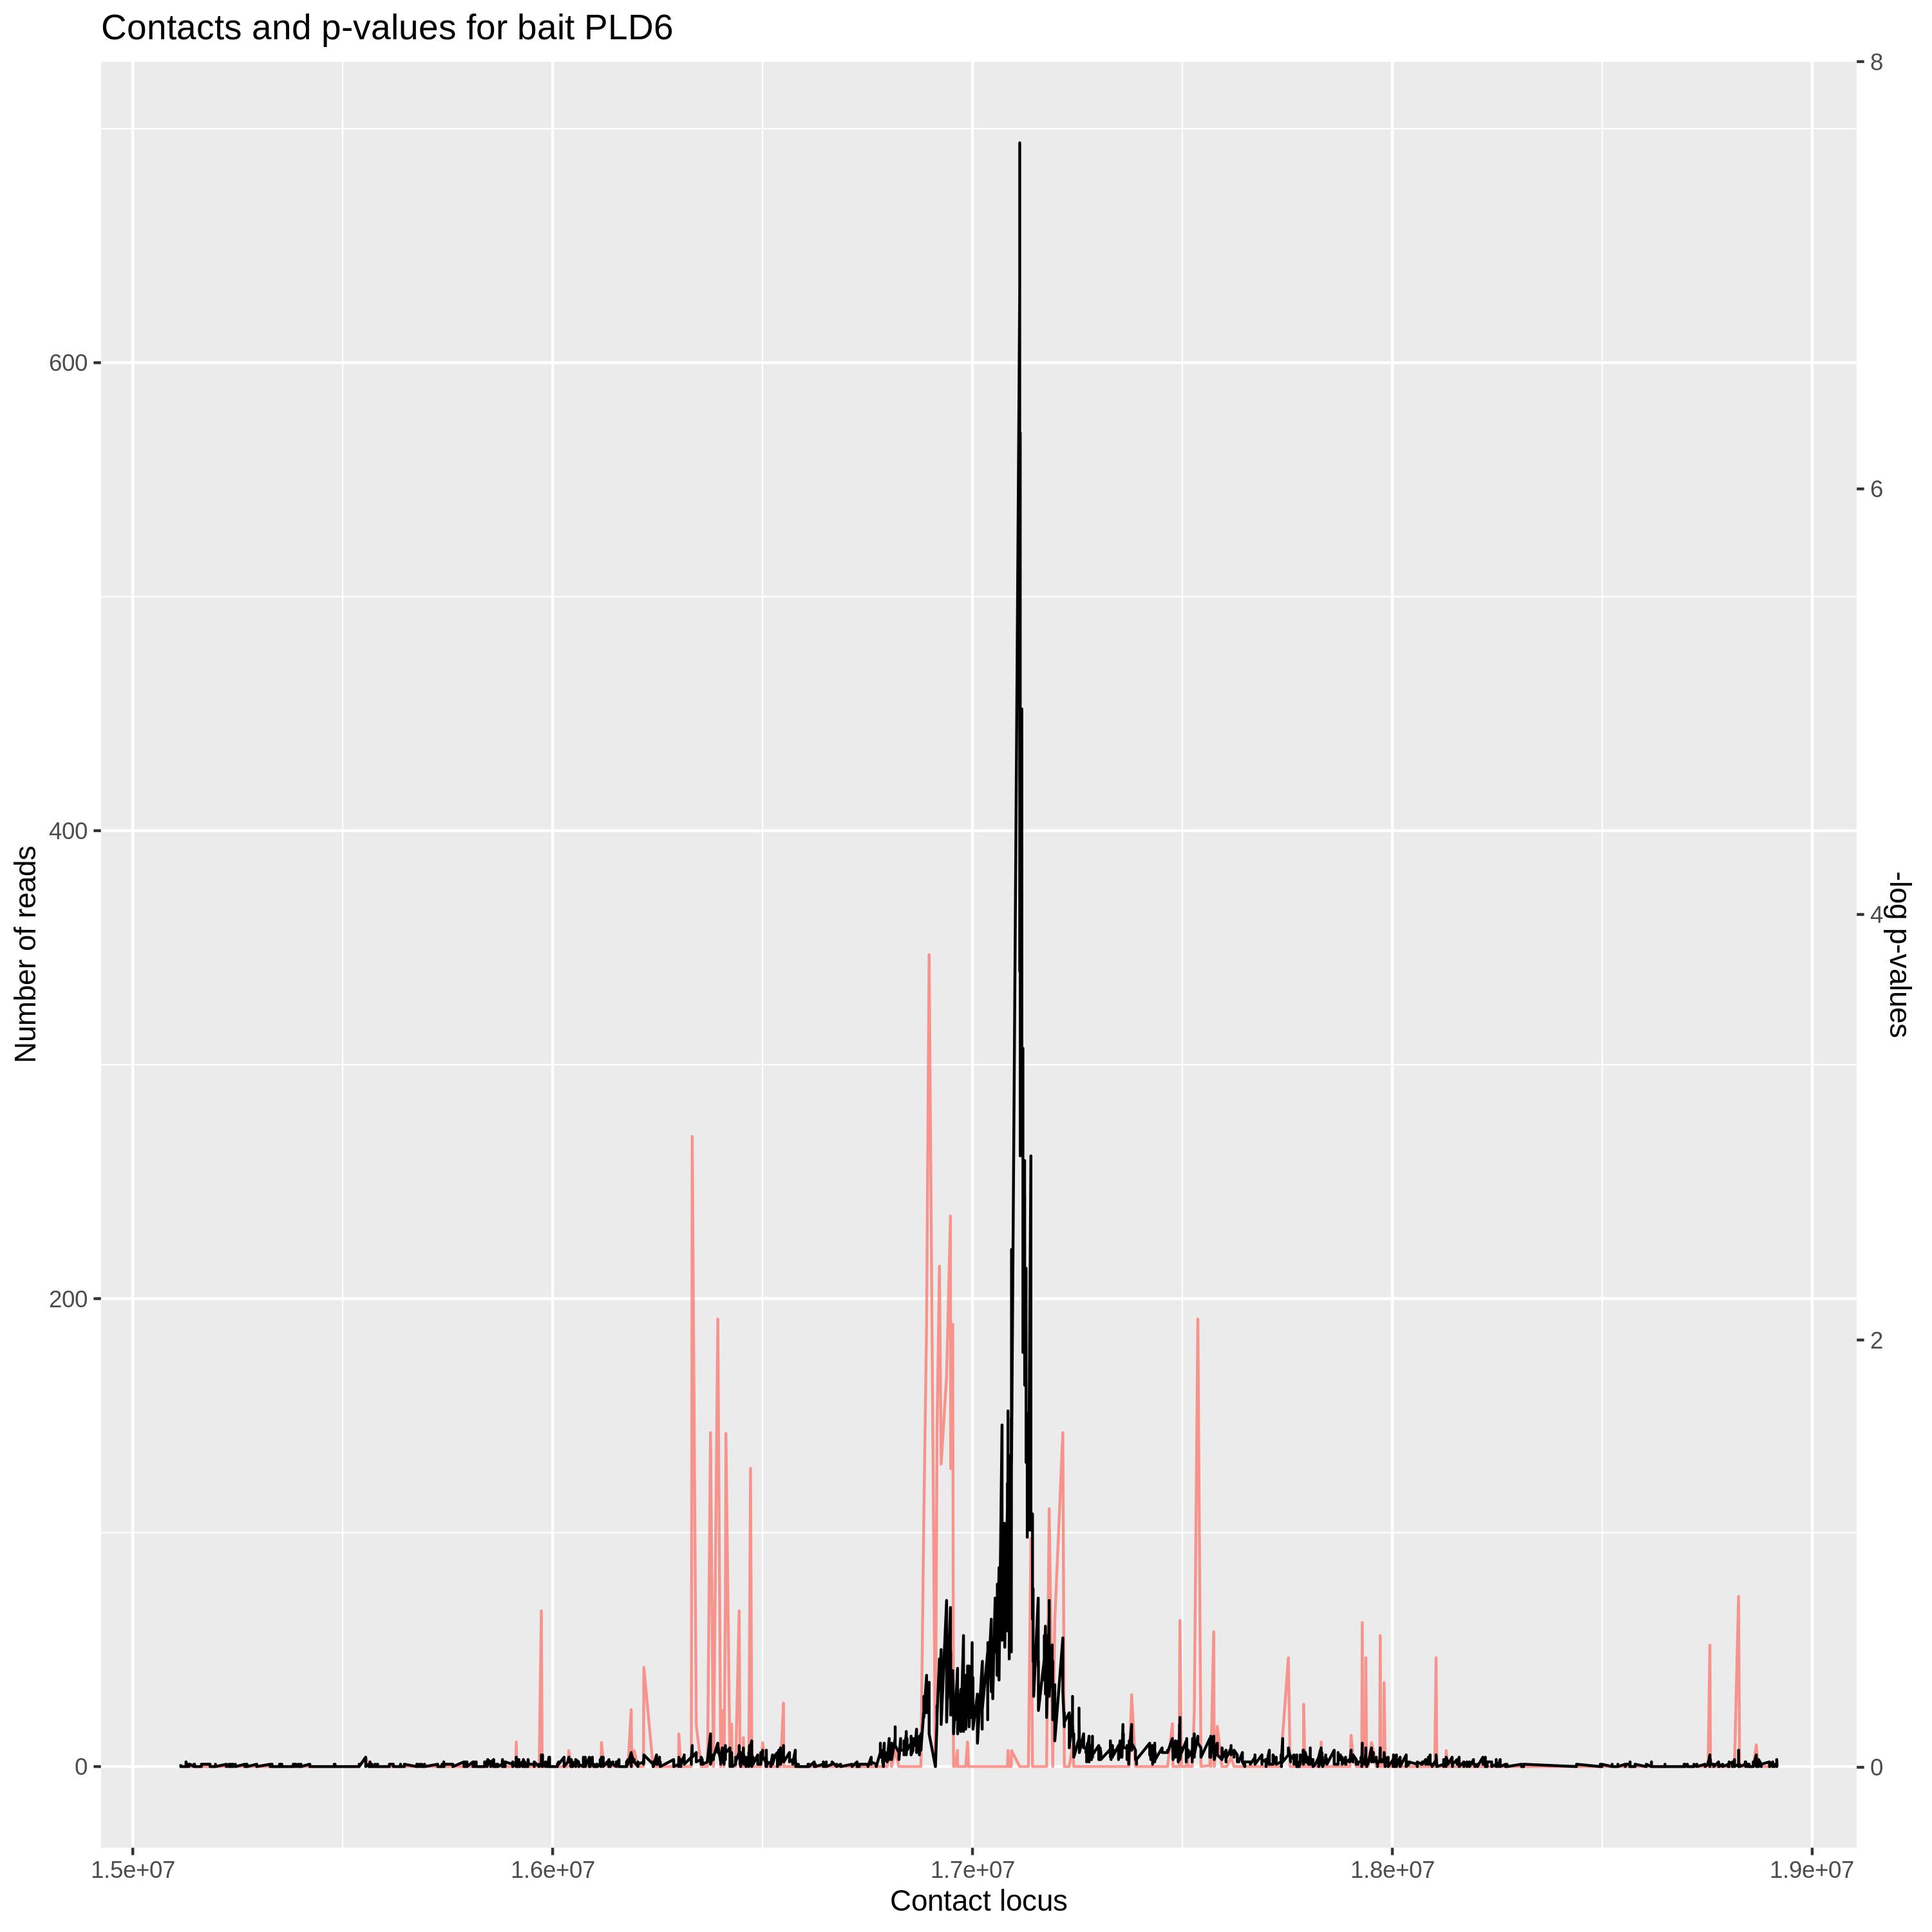 Contacts and p-values for bait PLD6
Number of reads
600
400
200
0
8
6
4
2
0
-log p-values
1.5e+07
1.6e+07
1.7e+07
1.8e+07
1.9e+07
Contact locus